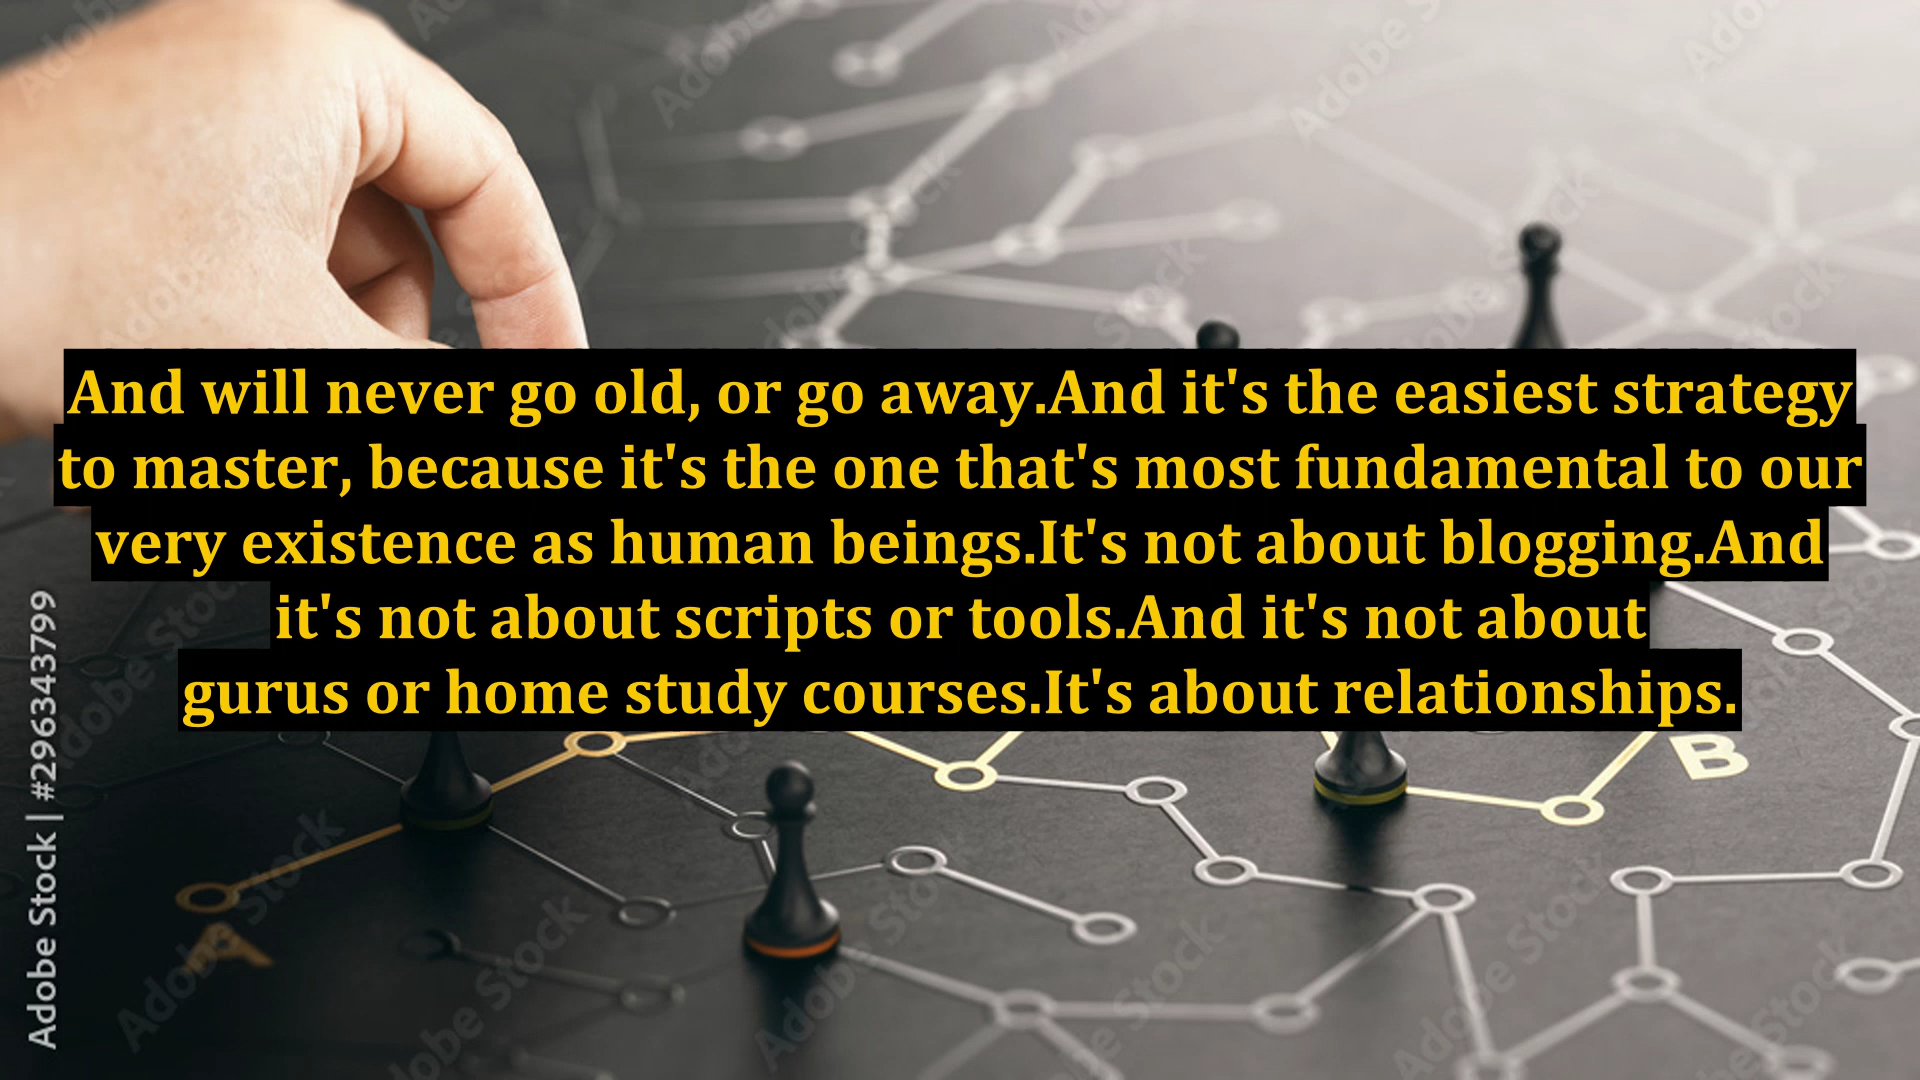 And will never go old, or go away.And it's the easiest strategy
to master, because it's the one that's most fundamental to our
very existence as human beings.It's not about blogging.And
it's not about scripts or tools.And it's not about
gurus or home study courses.It's about relationships.
A
B
Adobe Stock | #296343799
Adobe Stock